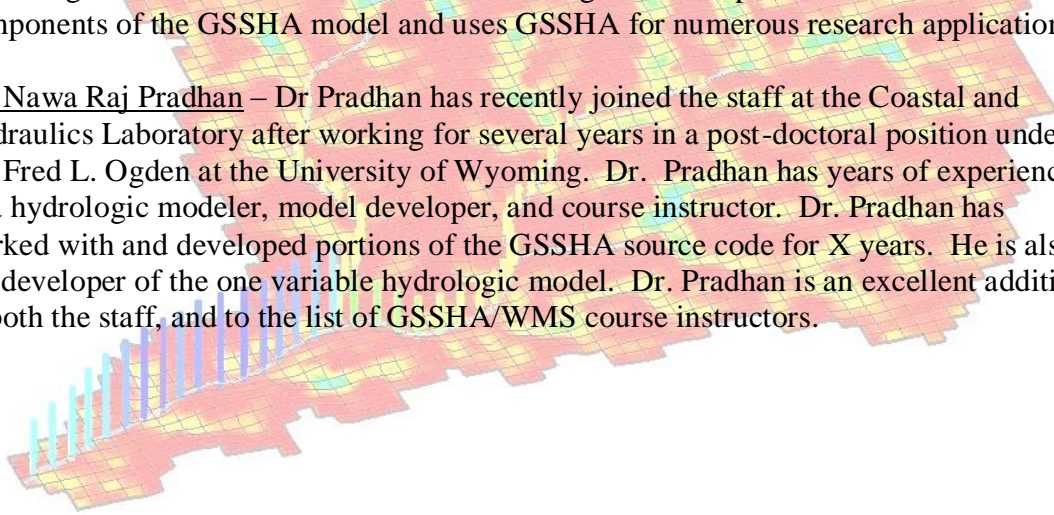 mponents of the GSSHA model and uses GSSHA for numerous research application
Nawa Raj Pradhan – Dr Pradhan has recently joined the staff at the Coastal and
draulics Laboratory after working for several years in a post-doctoral position unde
Fred L. Ogden at the University of Wyoming. Dr. Pradhan has years of experienc
hydrologic modeler, model developer, and course instructor. Dr. Pradhan has
rked with and developed portions of the GSSHA source code for X years. He is als
developer of the one variable hydrologic model. Dr. Pradhan is an excellent additi
both the staff, and to the list of GSSHA/WMS course instructors.